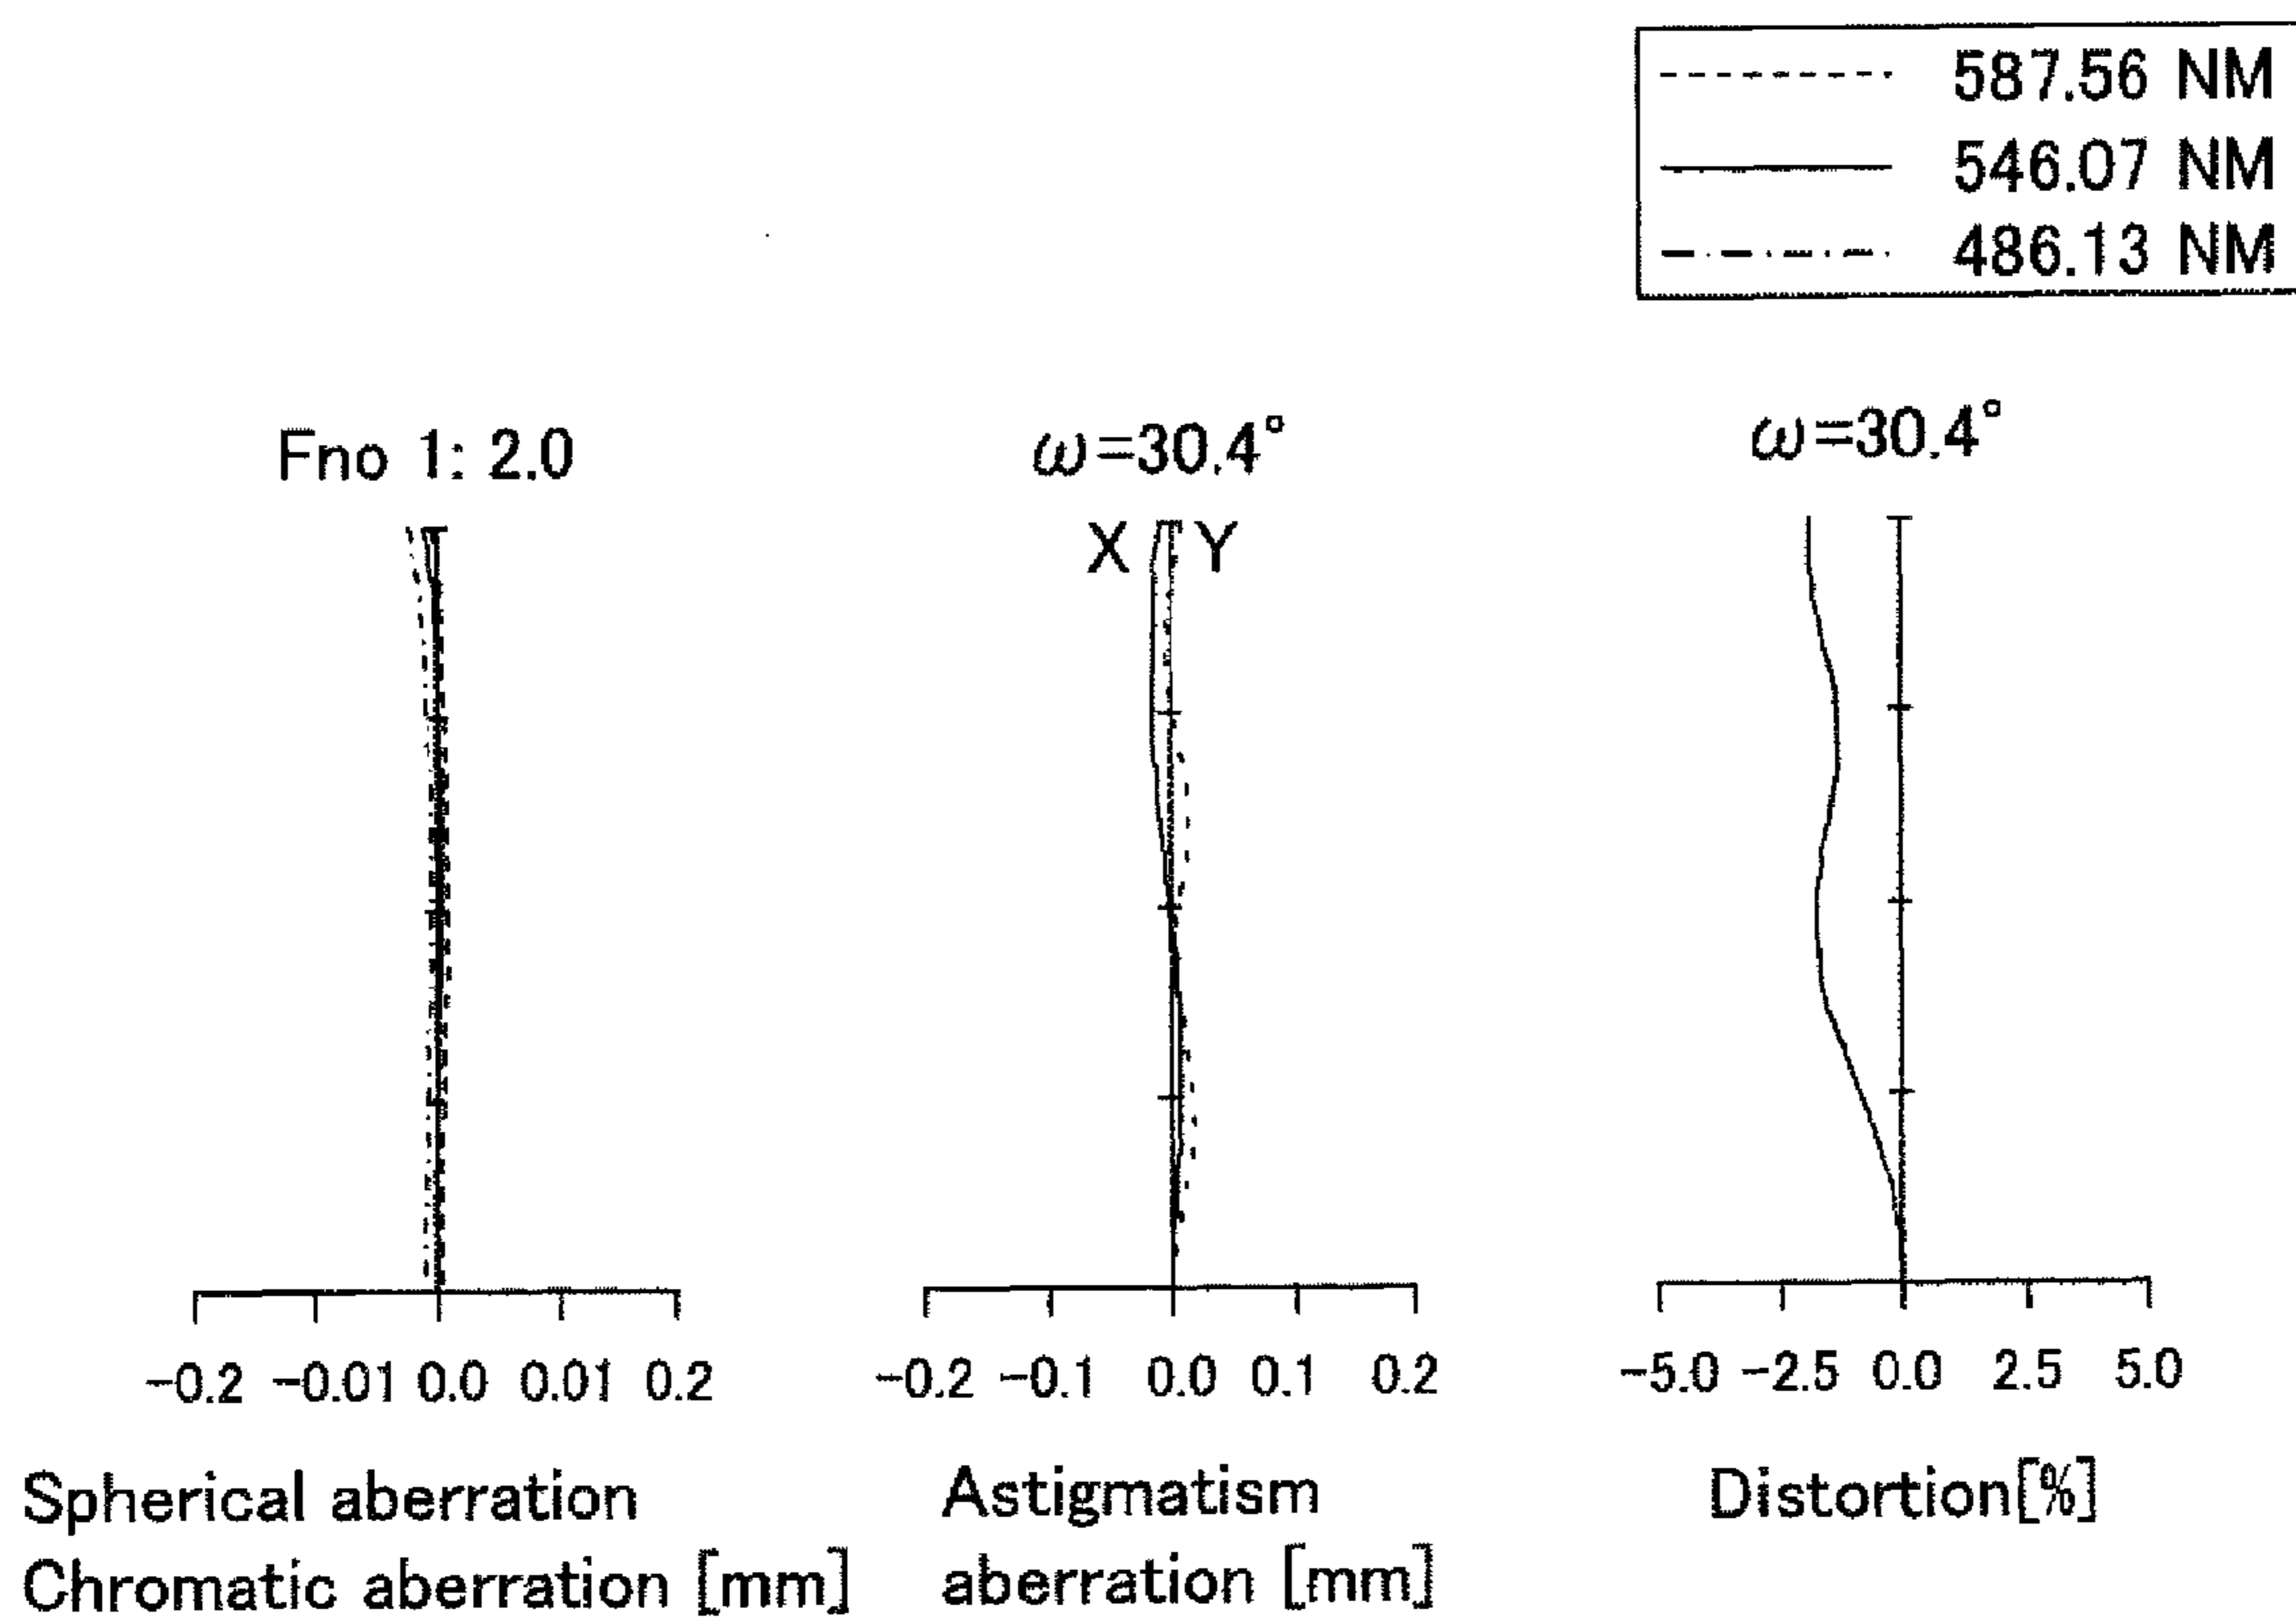 587.56 NM
546.07 NM
486.13 NM
Fno 1: 2.0
ω=30.4°
ω=30.4°
X Y
-0.2 -0.01 0.0 0.01 0.2
-0.2 -0.1 0.0 0.1 0.2
-5.0 -2.5 0.0 2.5 5.0
Spherical aberration
Chromatic aberration [mm]
Astigmatism
aberration [mm]
Distortion[%]